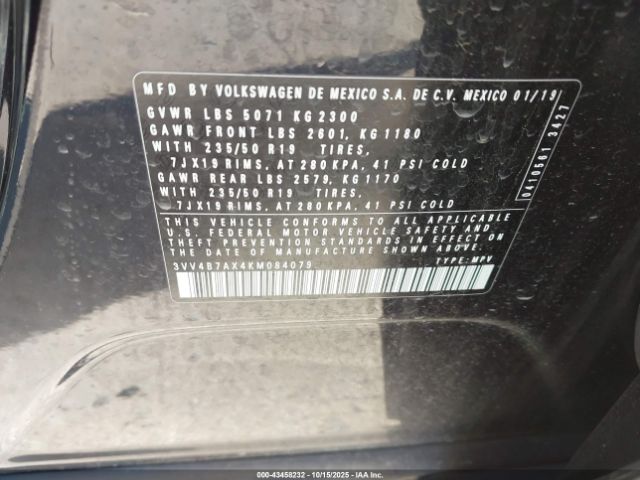 MFD BY VOLKSWAGEN DE MEXICO S.A. DE C.V. MEXICO 01/19
GVWR LBS 5071 KG 2300
GAWR FRONT LBS 2601, KG 1180
WITH 235/50 R19 TIRES,
7JX19 RIMS, AT 280 KPA, 41 PSI COLD
GAWR REAR LBS 2579, KG 1170
WITH 235/50 R19 TIRES,
7JX19 RIMS, AT 280 KPA, 41 PSI COLD
THIS VEHICLE CONFORMS TO ALL APPLICABLE
U.S. FEDERAL MOTOR VEHICLE SAFETY AND
THEFT PREVENTION STANDARDS IN EFFECT ON
THE DATE OF MANUFACTURE SHOWN ABOVE.
3VV4B7AX4KM084079 TYPE: MPV
0410561 3427
000-43458232 - 10/15/2025 - Copyright © 2025 IAA, Inc.